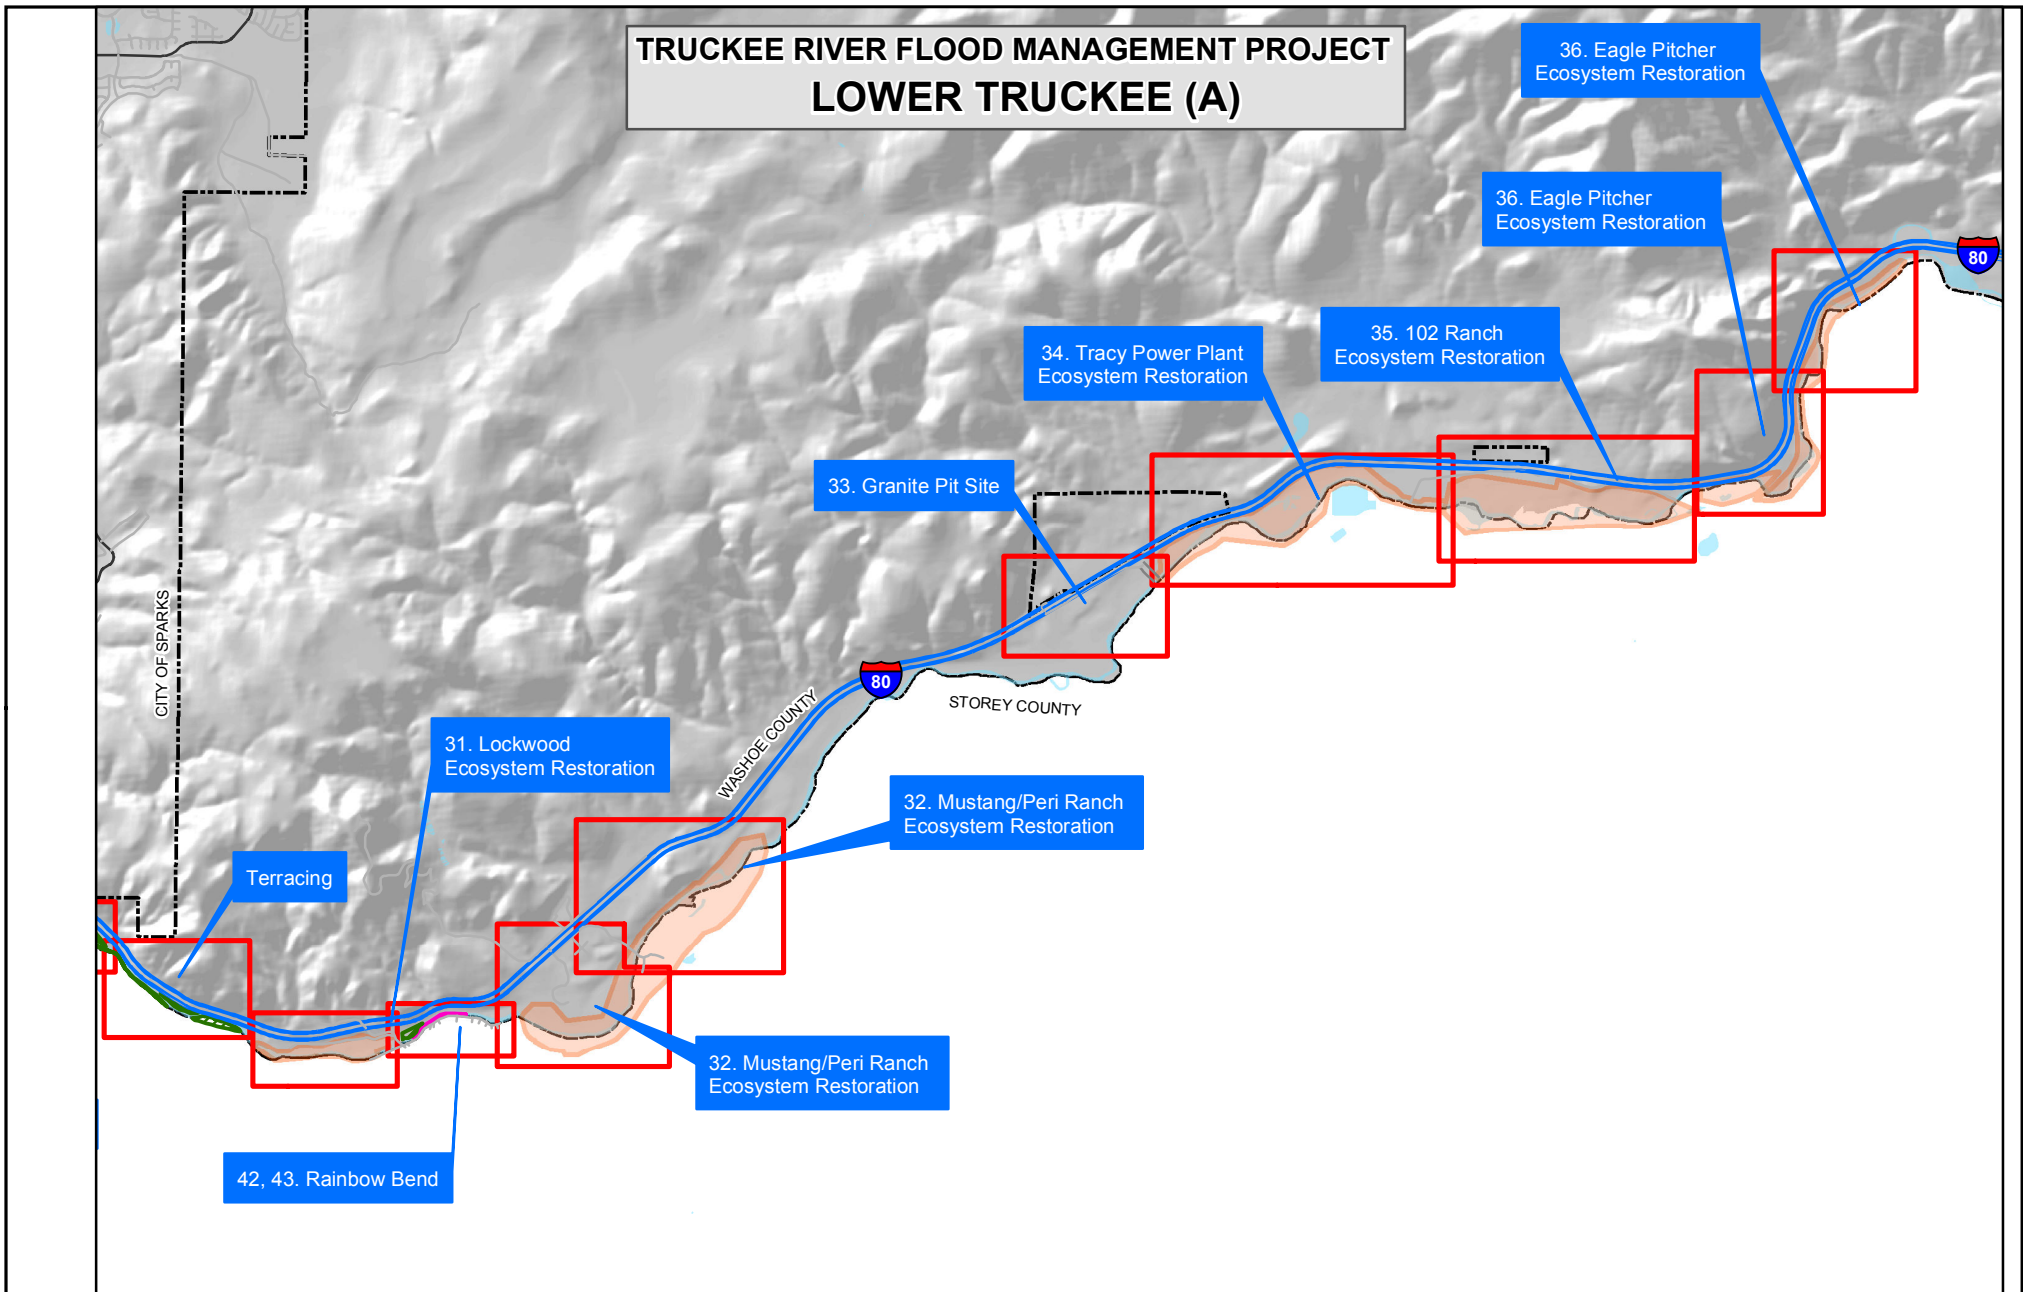 TRUCKEE RIVER FLOOD MANAGEMENT PROJECT
LOWER TRUCKEE (A)
36. Eagle Pitcher
Ecosystem Restoration
36. Eagle Pitcher
Ecosystem Restoration
80
35. 102 Ranch
Ecosystem Restoration
34. Tracy Power Plant
Ecosystem Restoration
33. Granite Pit Site
CITY OF SPARKS
80
STOREY COUNTY
WASHOE COUNTY
31. Lockwood
Ecosystem Restoration
32. Mustang/Peri Ranch
Ecosystem Restoration
Terracing
32. Mustang/Peri Ranch
Ecosystem Restoration
42, 43. Rainbow Bend